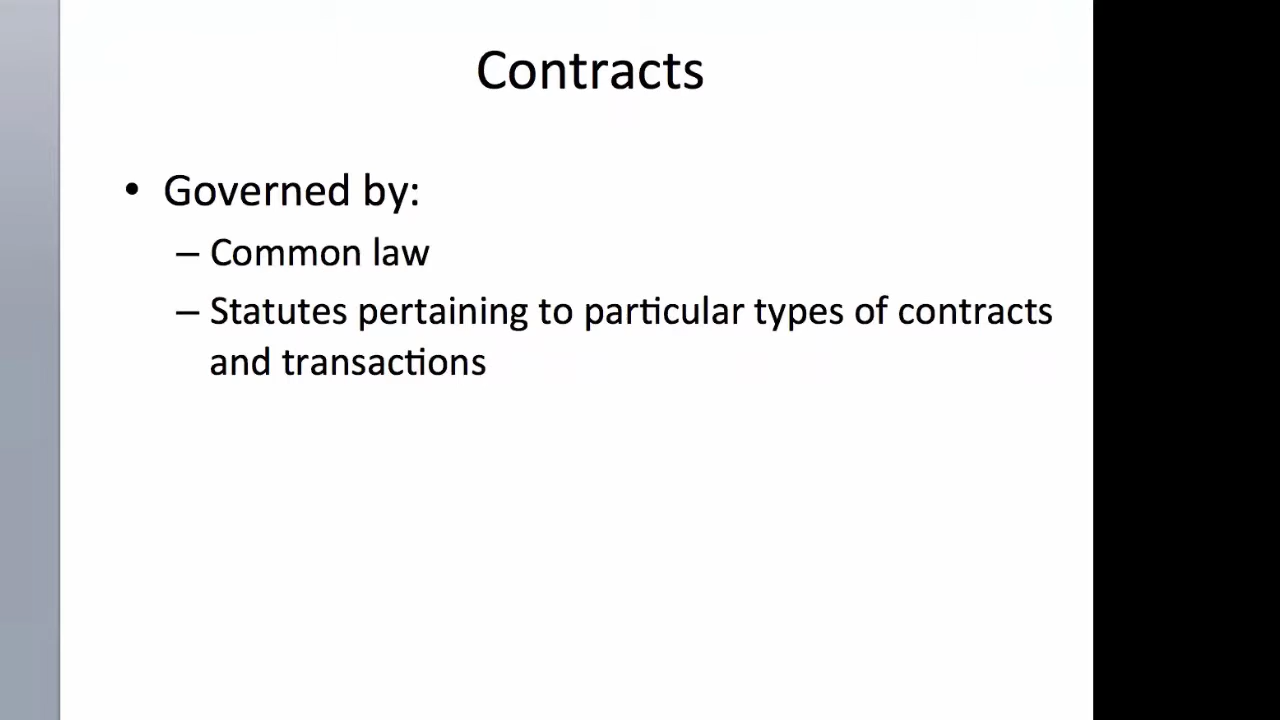 Contracts
• Governed by:
– Common law
– Statutes pertaining to particular types of contracts
and transactions